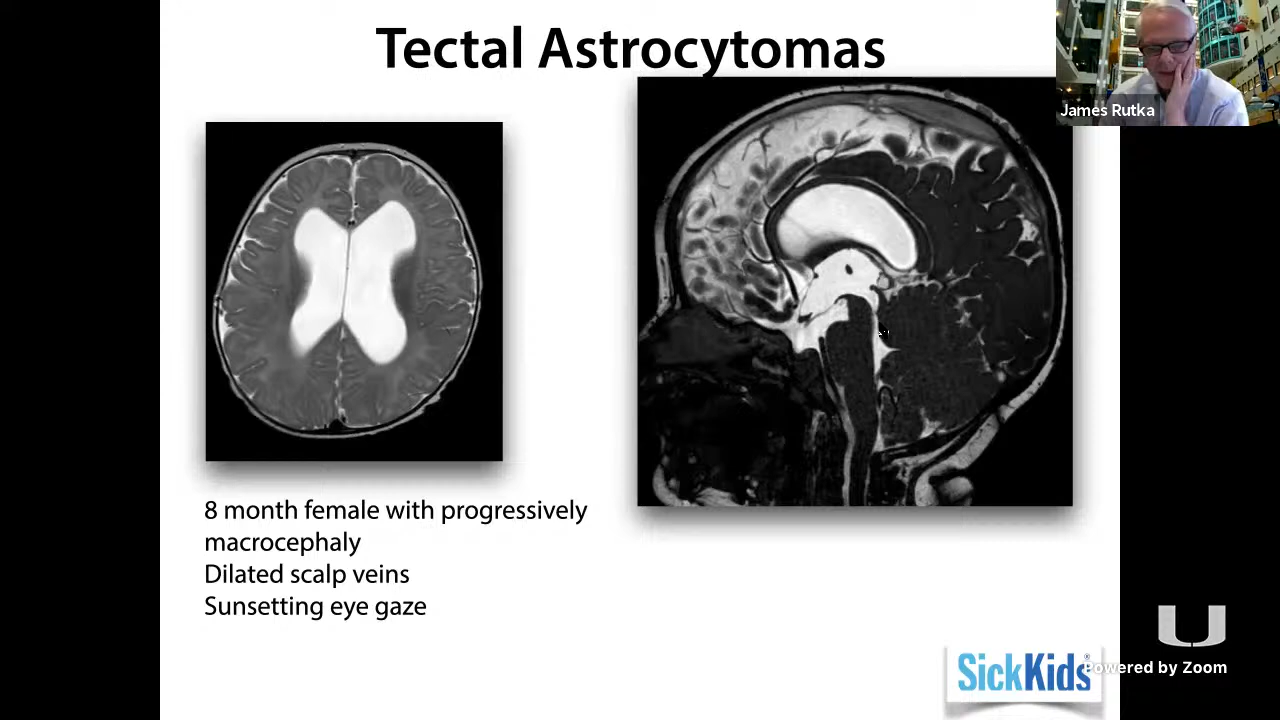 Tectal Astrocytomas
James Rutka
8 month female with progressively
macrocephaly
Dilated scalp veins
Sunsetting eye gaze
U
SickKids®
Powered by Zoom